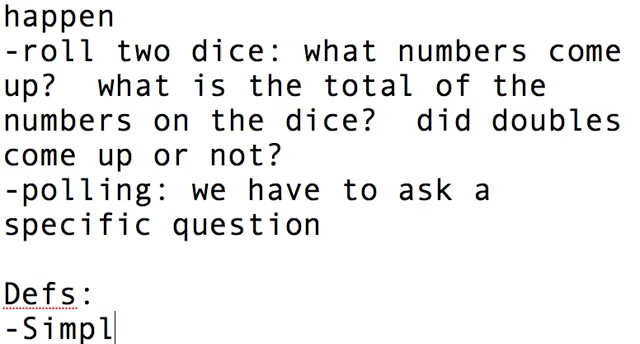 happen
-roll two dice: what numbers come
up?  what is the total of the
numbers on the dice?  did doubles
come up or not?
-polling: we have to ask a
specific question
Defs:
-Simpl